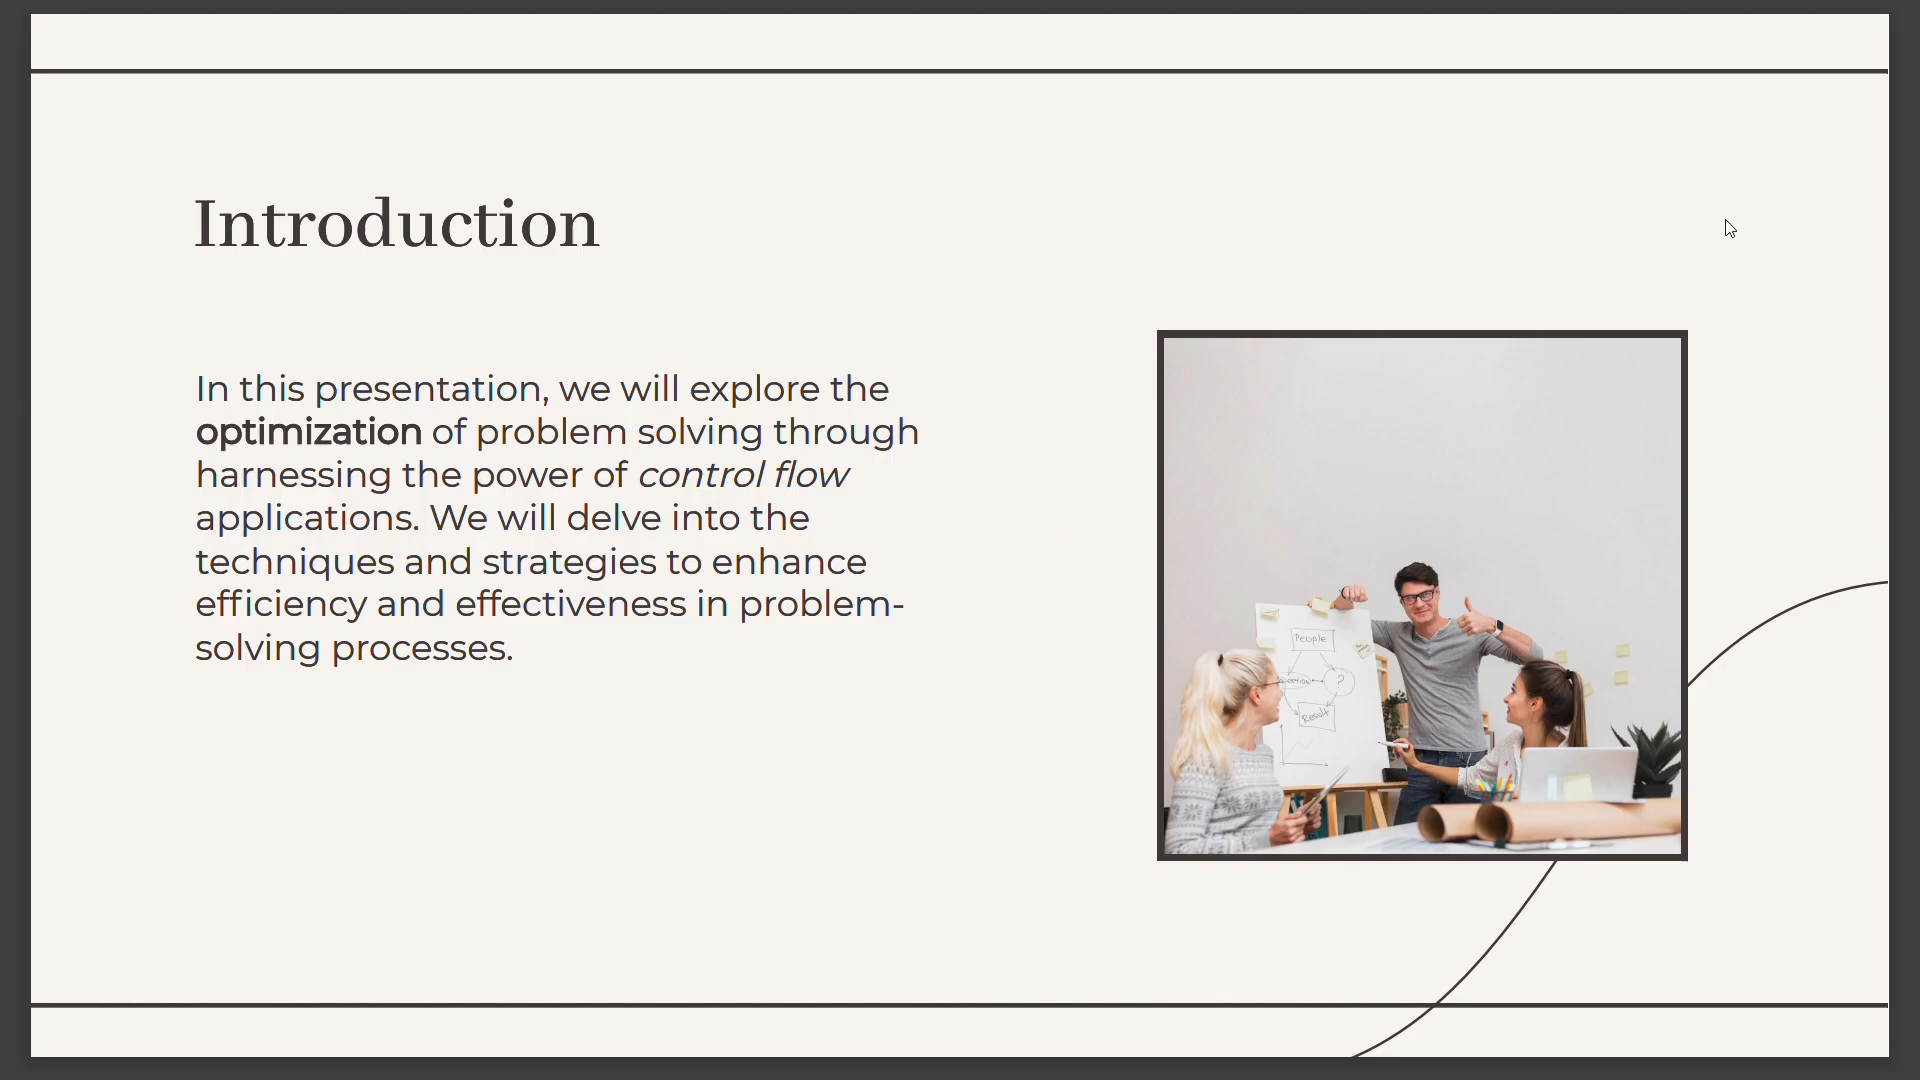 Introduction
In this presentation, we will explore the
optimization of problem solving through
harnessing the power of control flow
applications. We will delve into the
techniques and strategies to enhance
efficiency and effectiveness in problem-
solving processes.
People
?
Result